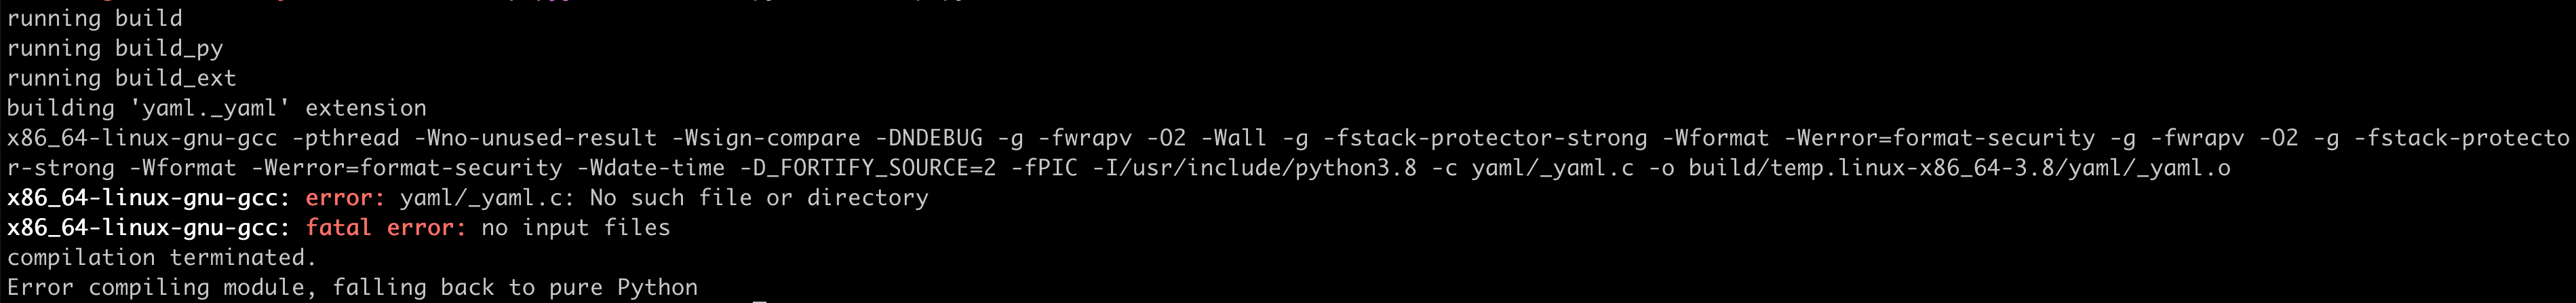 running build
running build_py
running build_ext
building 'yaml._yaml' extension
x86_64-linux-gnu-gcc -pthread -Wno-unused-result -Wsign-compare -DNDEBUG -g -fwrapv -O2 -Wall -g -fstack-protector-strong -Wformat -Werror=format-security -g -fwrapv -O2 -g -fstack-protecto
r-strong -Wformat -Werror=format-security -Wdate-time -D_FORTIFY_SOURCE=2 -fPIC -I/usr/include/python3.8 -c yaml/_yaml.c -o build/temp.linux-x86_64-3.8/yaml/_yaml.o
x86_64-linux-gnu-gcc: error: yaml/_yaml.c: No such file or directory
x86_64-linux-gnu-gcc: fatal error: no input files
compilation terminated.
Error compiling module, falling back to pure Python